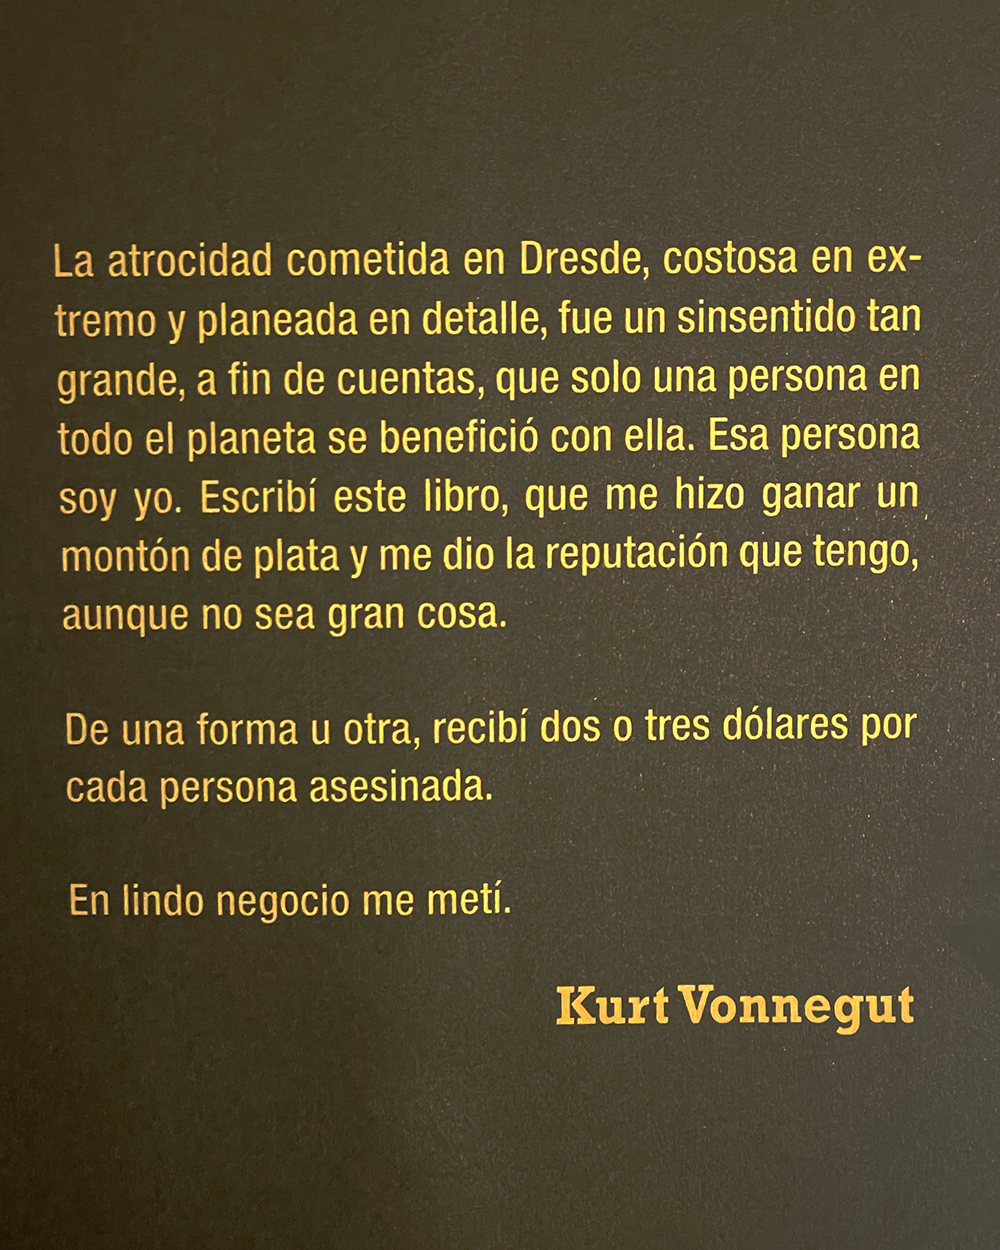 La atrocidad cometida en Dresde, costosa en ex-
tremo y planeada en detalle, fue un sinsentido tan
grande, a fin de cuentas, que solo una persona en
todo el planeta se benefició con ella. Esa persona
soy yo. Escribí este libro, que me hizo ganar un
montón de plata y me dio la reputación que tengo,
aunque no sea gran cosa.
De una forma u otra, recibí dos o tres dólares por
cada persona asesinada.
En lindo negocio me metí.
Kurt Vonnegut